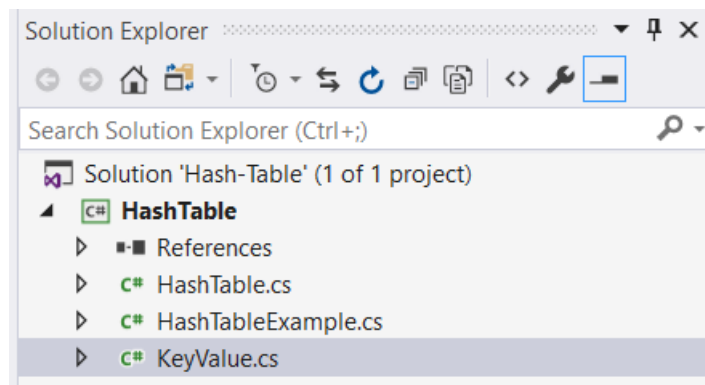 Solution Explorer
Search Solution Explorer (Ctrl+;)
Solution 'Hash-Table' (1 of 1 project)
C# HashTable
References
C# HashTable.cs
C# HashTableExample.cs
C# KeyValue.cs